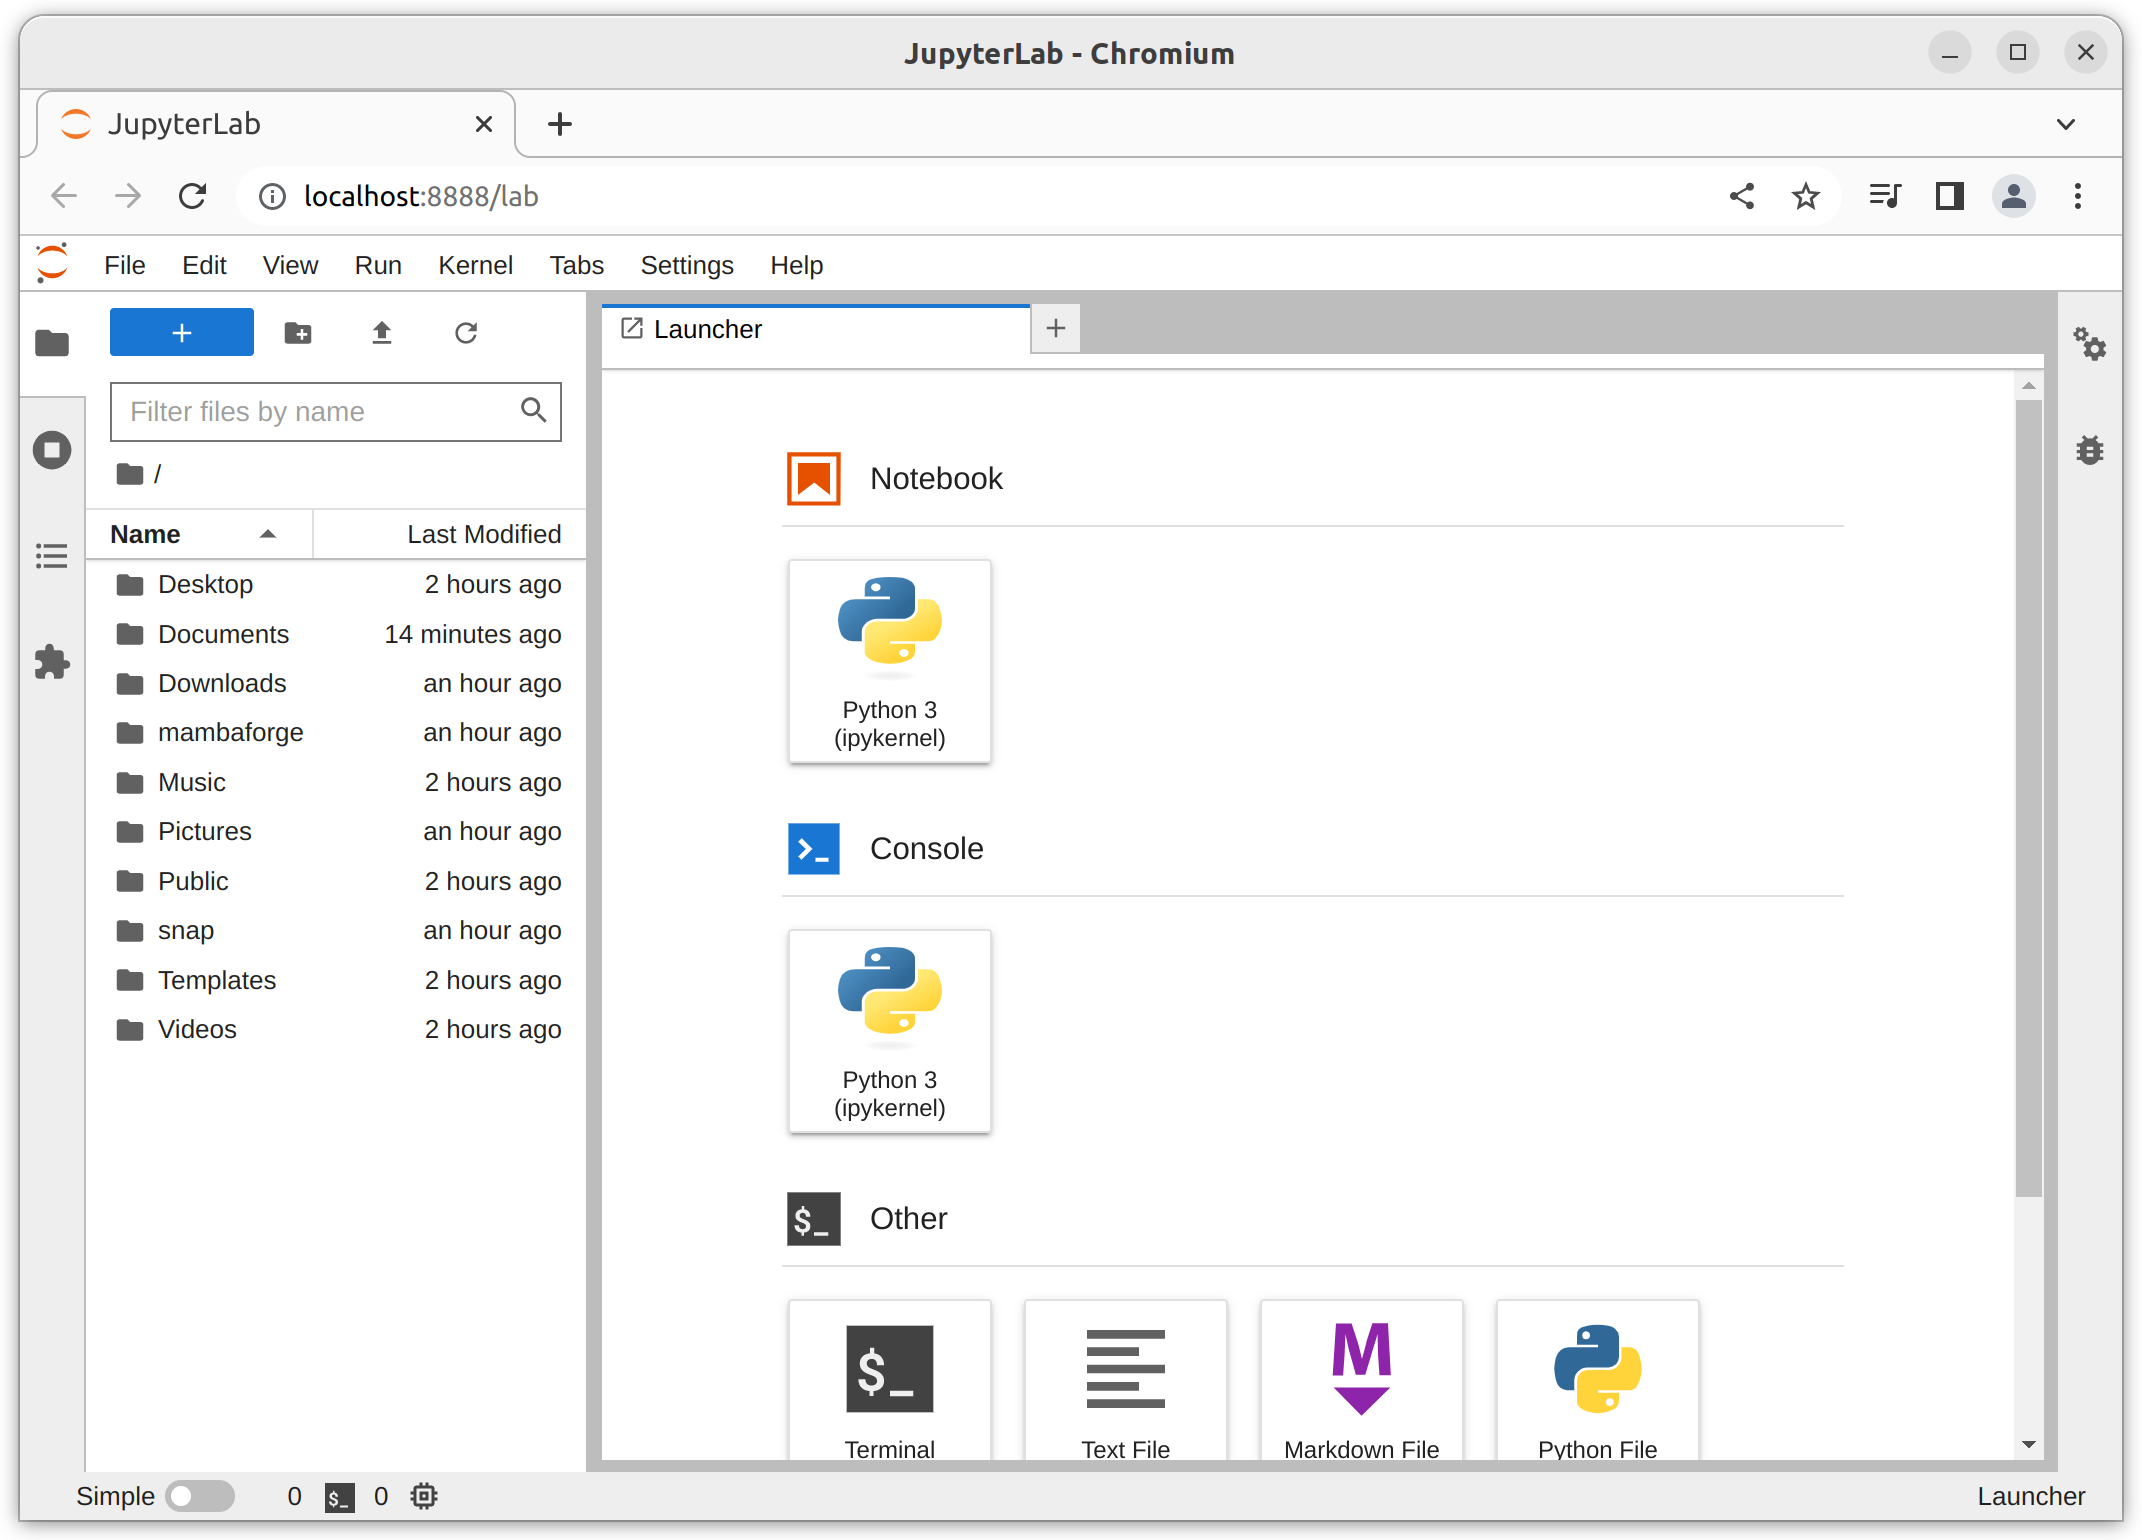 JupyterLab - Chromium
JupyterLab
localhost:8888/lab
File Edit View Run Kernel Tabs Settings Help
Launcher
Filter files by name
/
Name Last Modified
Desktop 2 hours ago
Documents 14 minutes ago
Downloads an hour ago
mambaforge an hour ago
Music 2 hours ago
Pictures an hour ago
Public 2 hours ago
snap an hour ago
Templates 2 hours ago
Videos 2 hours ago
Notebook
Python 3
(ipykernel)
Console
Python 3
(ipykernel)
$_ Other
$_
Terminal Text File Markdown File Python File
Simple 0 $_ 0 Launcher